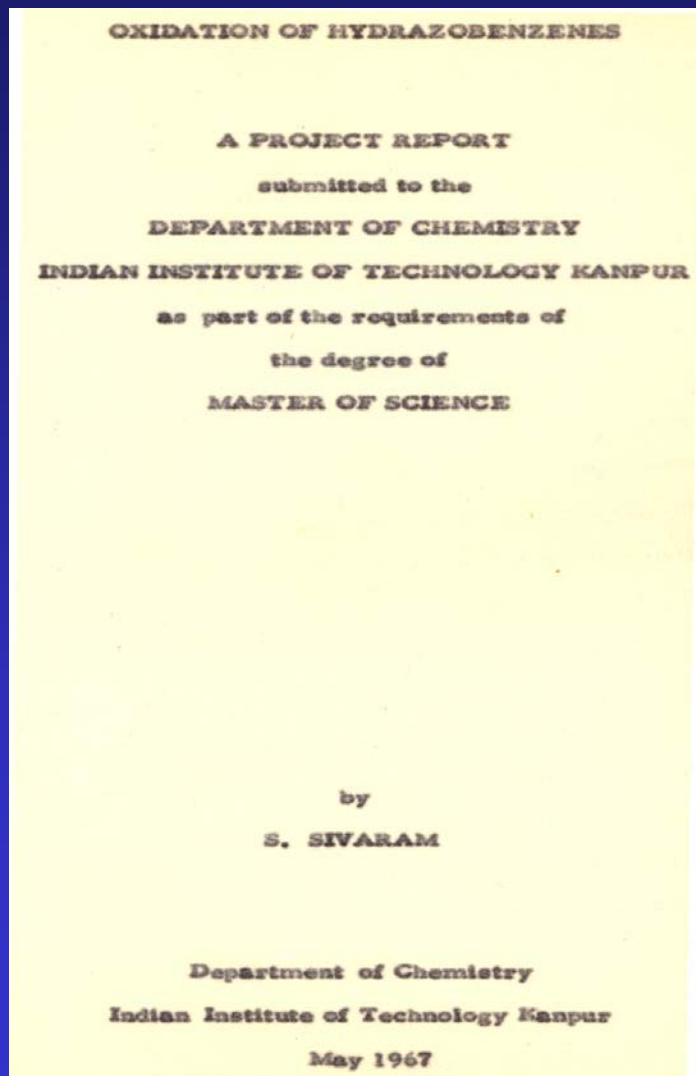 OXIDATION OF HYDRAZOBENZENES
A PROJECT REPORT
submitted to the
DEPARTMENT OF CHEMISTRY
INDIAN INSTITUTE OF TECHNOLOGY KANPUR
as part of the requirements of
the degree of
MASTER OF SCIENCE
by
S. SIVARAM
Department of Chemistry
Indian Institute of Technology Kanpur
May 1967